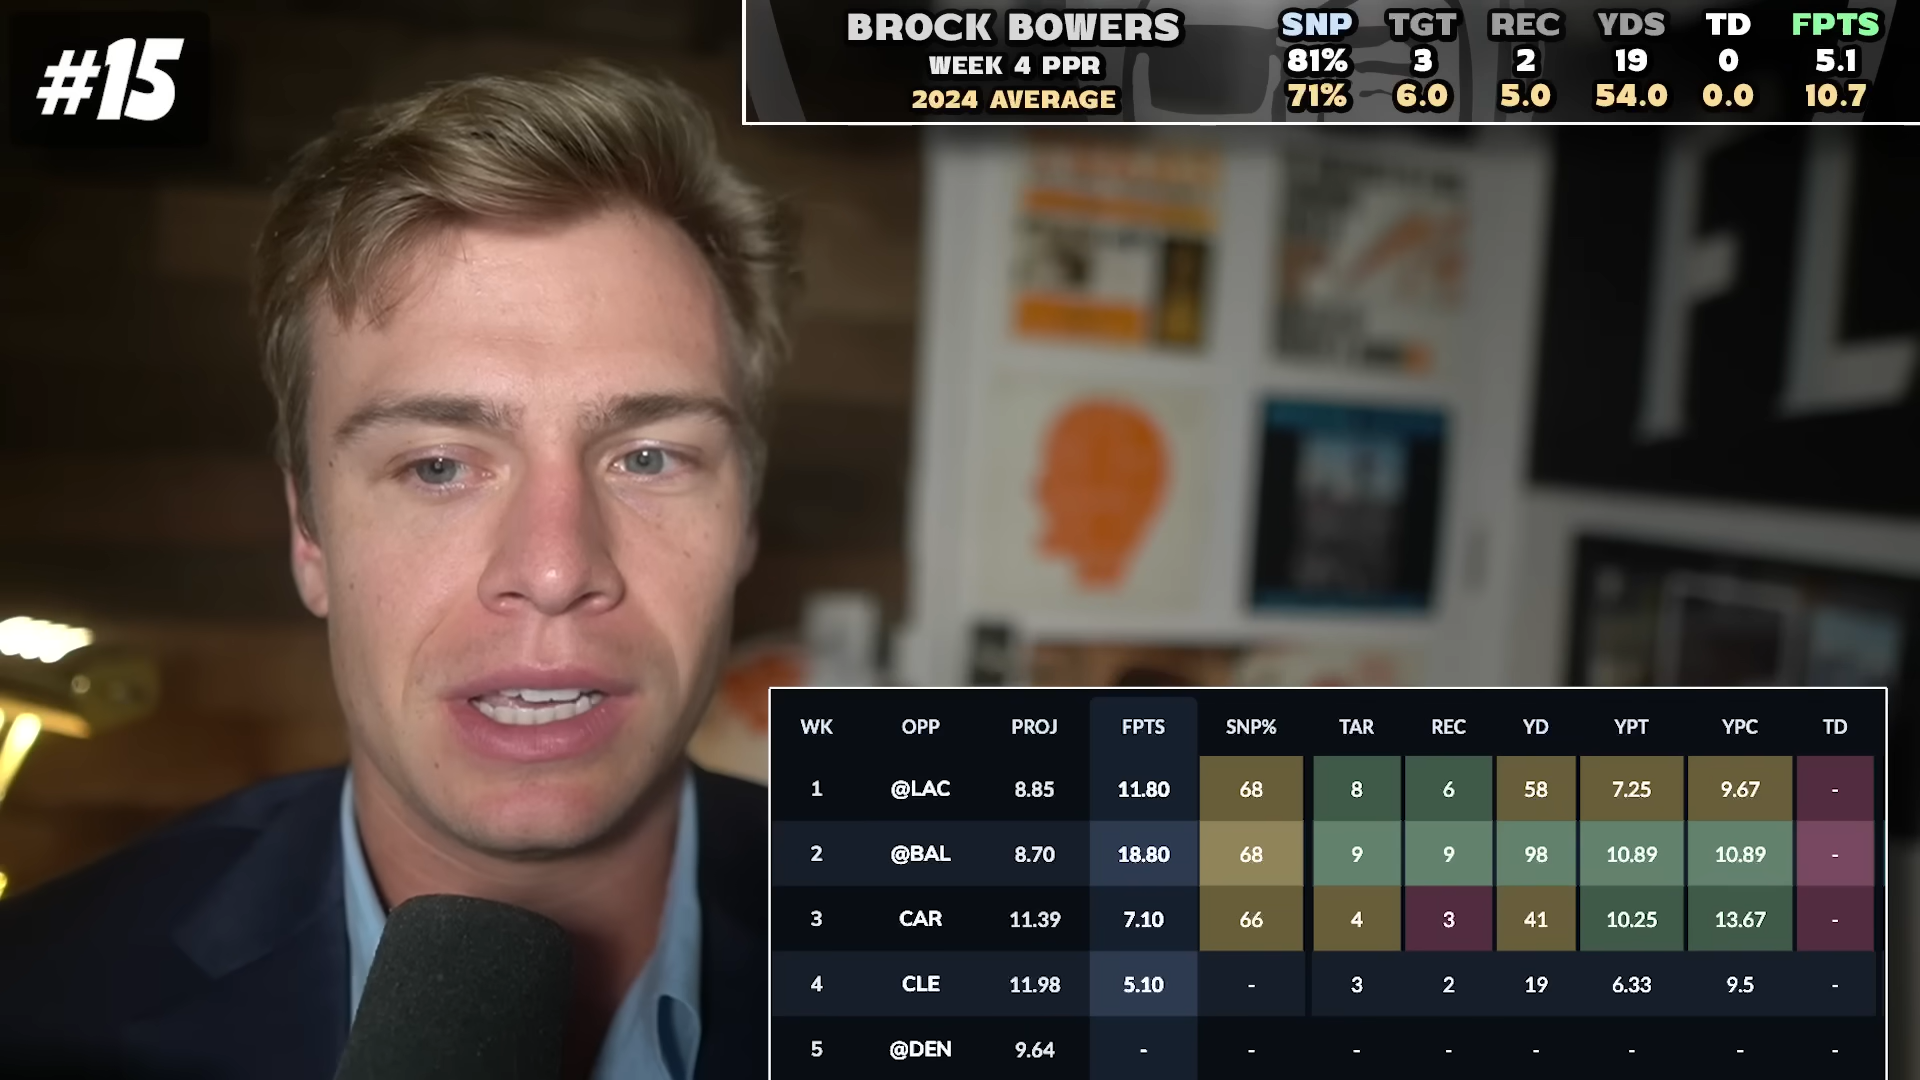 #15
BROCK BOWERS SNP TGT REC YDS TD FPTS
WEEK 4 PPR 81% 3 2 19 0 5.1
2024 AVERAGE 71% 6.0 5.0 54.0 0.0 10.7
FL
WK OPP PROJ FPTS SNP% TAR REC YD YPT YPC TD
1 @LAC 8.85 11.80 68 8 6 58 7.25 9.67 -
2 @BAL 8.70 18.80 68 9 9 98 10.89 10.89 -
3 CAR 11.39 7.10 66 4 3 41 10.25 13.67 -
4 CLE 11.98 5.10 - 3 2 19 6.33 9.5 -
5 @DEN 9.64 - - - - - - - -